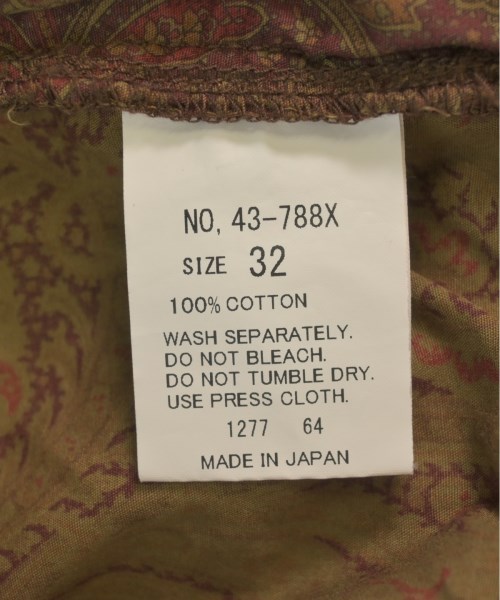 NO, 43-788X
SIZE 32
100% COTTON
WASH SEPARATELY.
DO NOT BLEACH.
DO NOT TUMBLE DRY.
USE PRESS CLOTH.
1277 64
MADE IN JAPAN